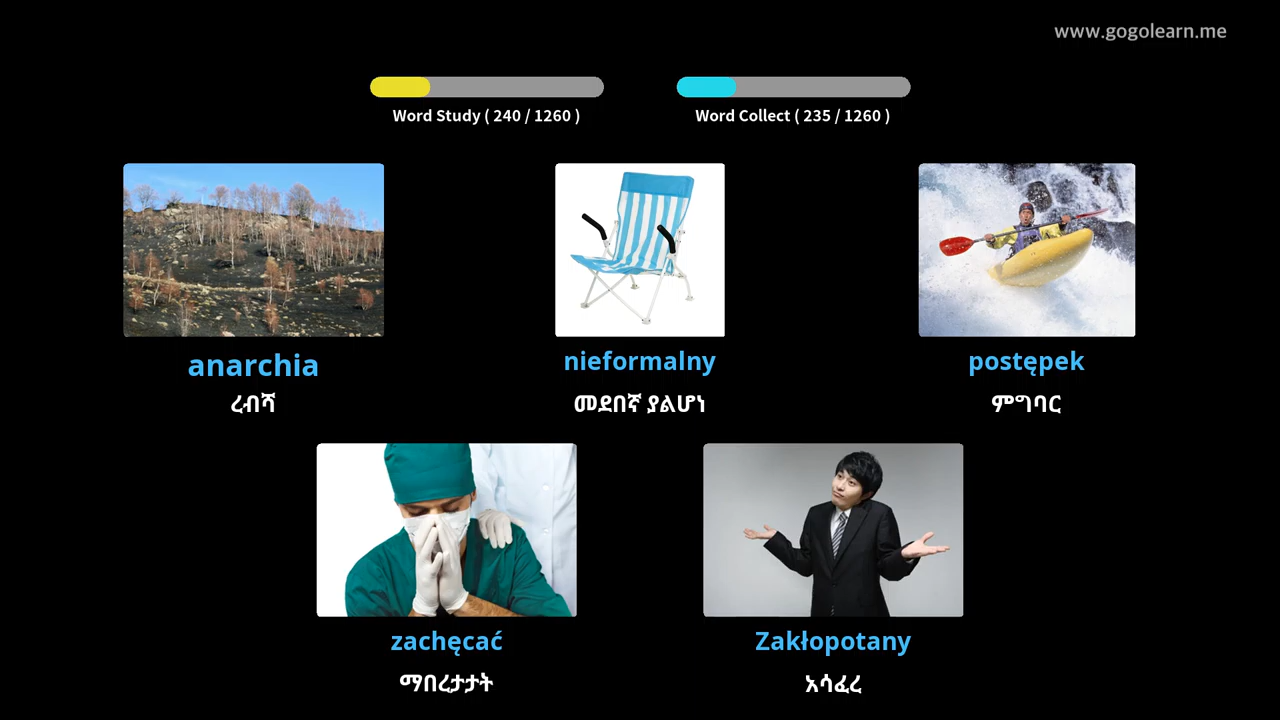 www.gogolearn.me
Word Study ( 240 / 1260 )
Word Collect ( 235 / 1260 )
anarchia
ረብሻ
nieformalny
መደበኛ ያልሆነ
postępek
ምግባር
zachęcać
ማበረታታት
Zakłopotany
አሳፈረ